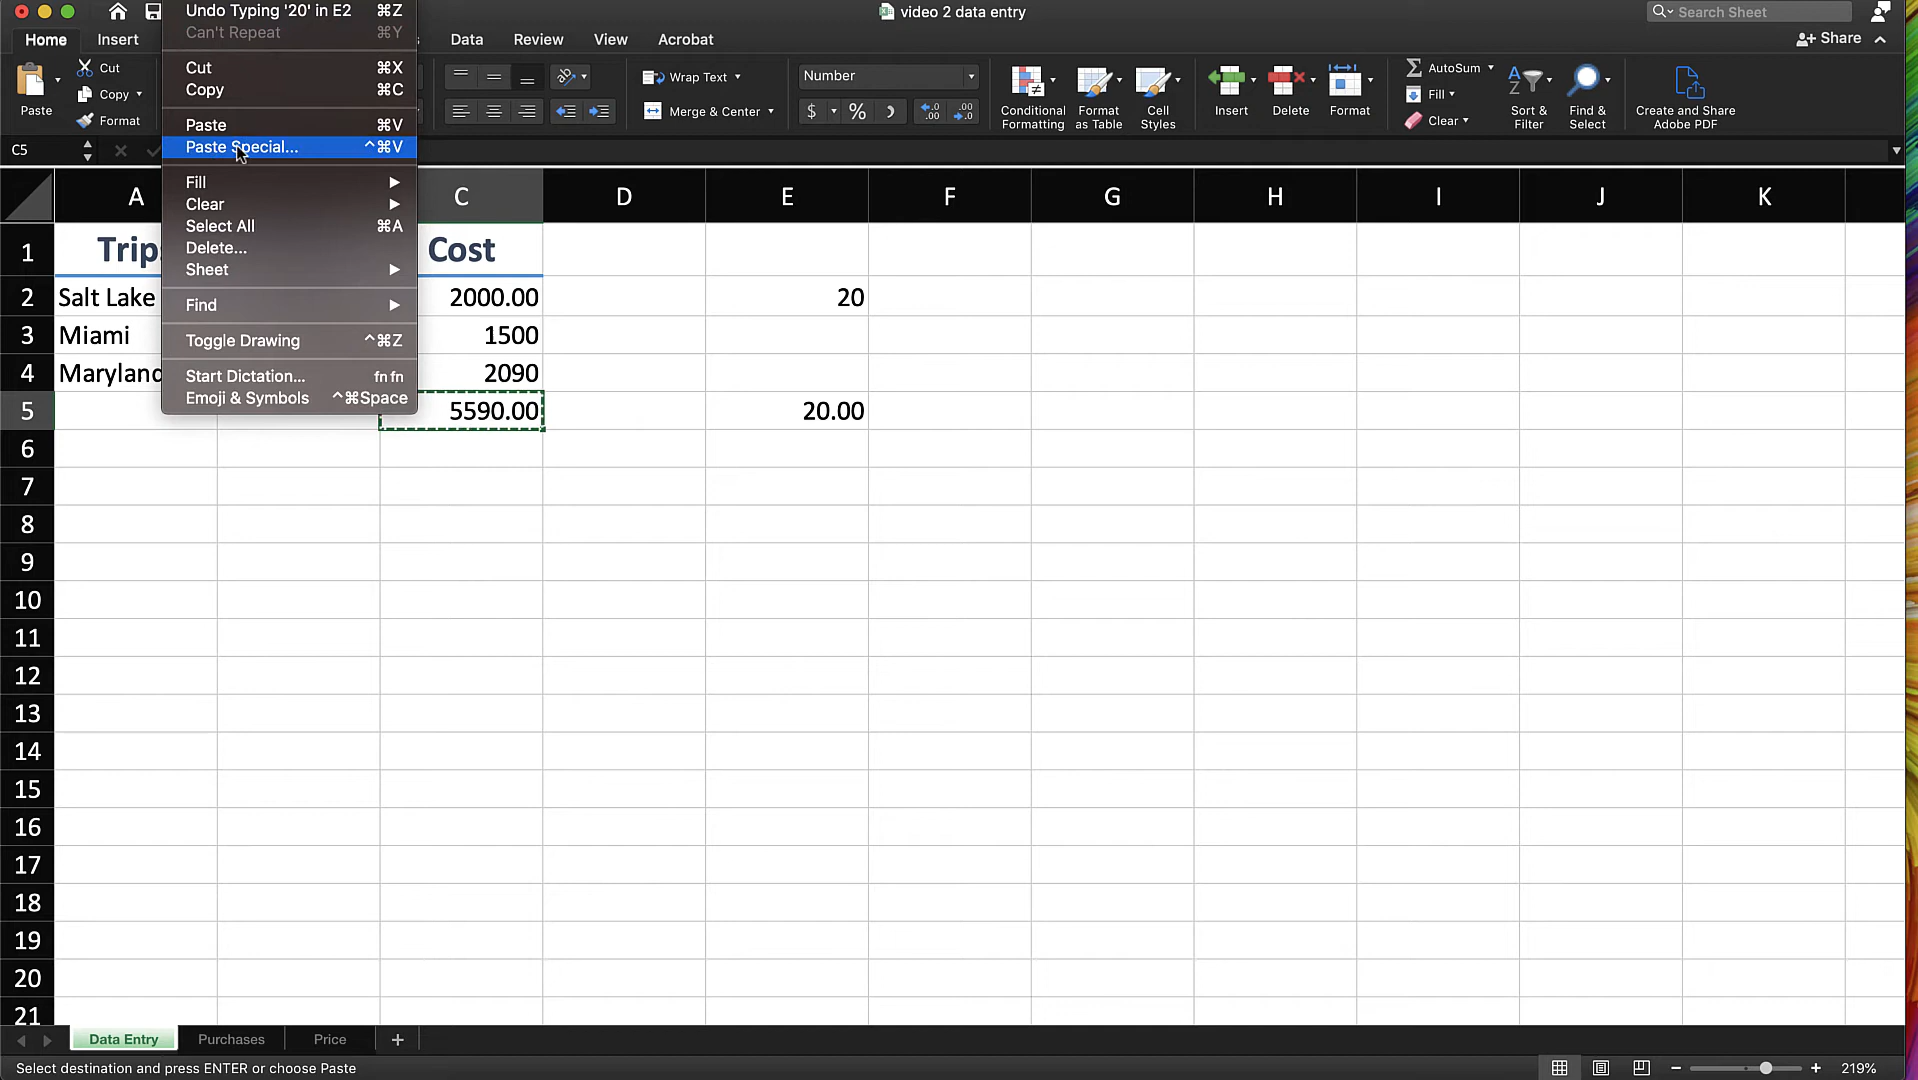 Undo Typing '20' in E2 ⌘Z
video 2 data entry
Search Sheet
Can't Repeat ⌘Y
Home Insert Data Review View Acrobat
Share
Cut ⌘X
Copy ⌘C
Paste ⌘V
Paste Special... ^⌘V
Fill
Clear
Select All ⌘A
Delete...
Sheet
Find
Toggle Drawing ^⌘Z
Start Dictation... fn fn
Emoji & Symbols ^⌘Space
Paste
Cut
Copy
Format
Wrap Text
Merge & Center
Number
$ % )
.0 .00
.00 .0
Conditional
Formatting
Format
as Table
Cell
Styles
Insert
Delete
Format
AutoSum
Fill
Clear
Sort &
Filter
Find &
Select
Create and Share
Adobe PDF
C5
A C D E F G H I J K
1 Trips Cost
2 Salt Lake 2000.00 20
3 Miami 1500
4 Maryland 2090
5 5590.00 20.00
6
7
8
9
10
11
12
13
14
15
16
17
18
19
20
21
Data Entry Purchases Price +
Select destination and press ENTER or choose Paste
219%